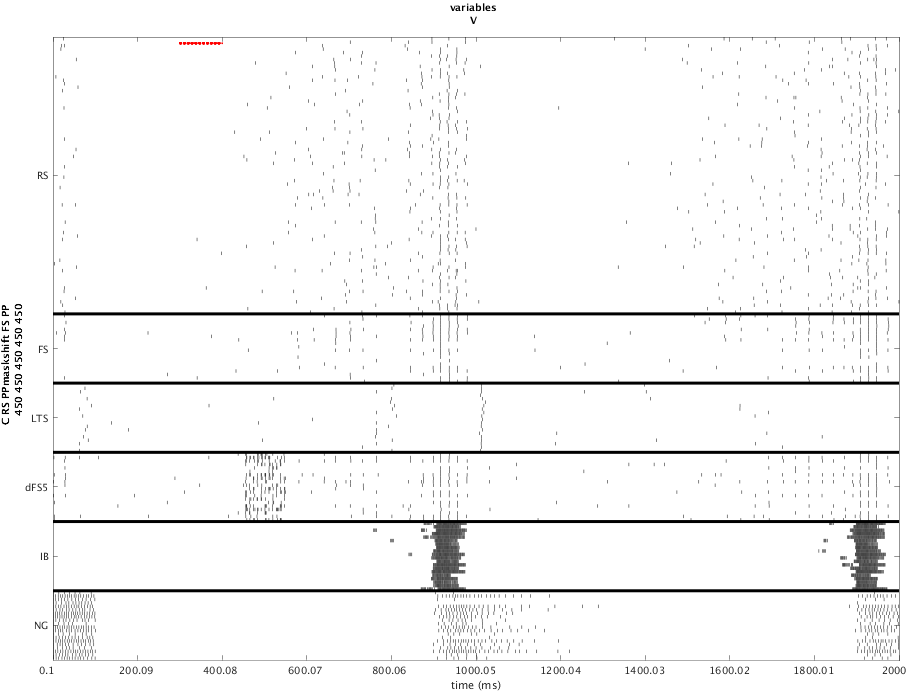 variables
V
C RS PPmaskshift FS PP
450 450 450 450 450
RS
FS
LTS
dFS5
IB
NG
0.1 200.09 400.08 600.07 800.06 1000.05 1200.04 1400.03 1600.02 1800.01 2000
time (ms)